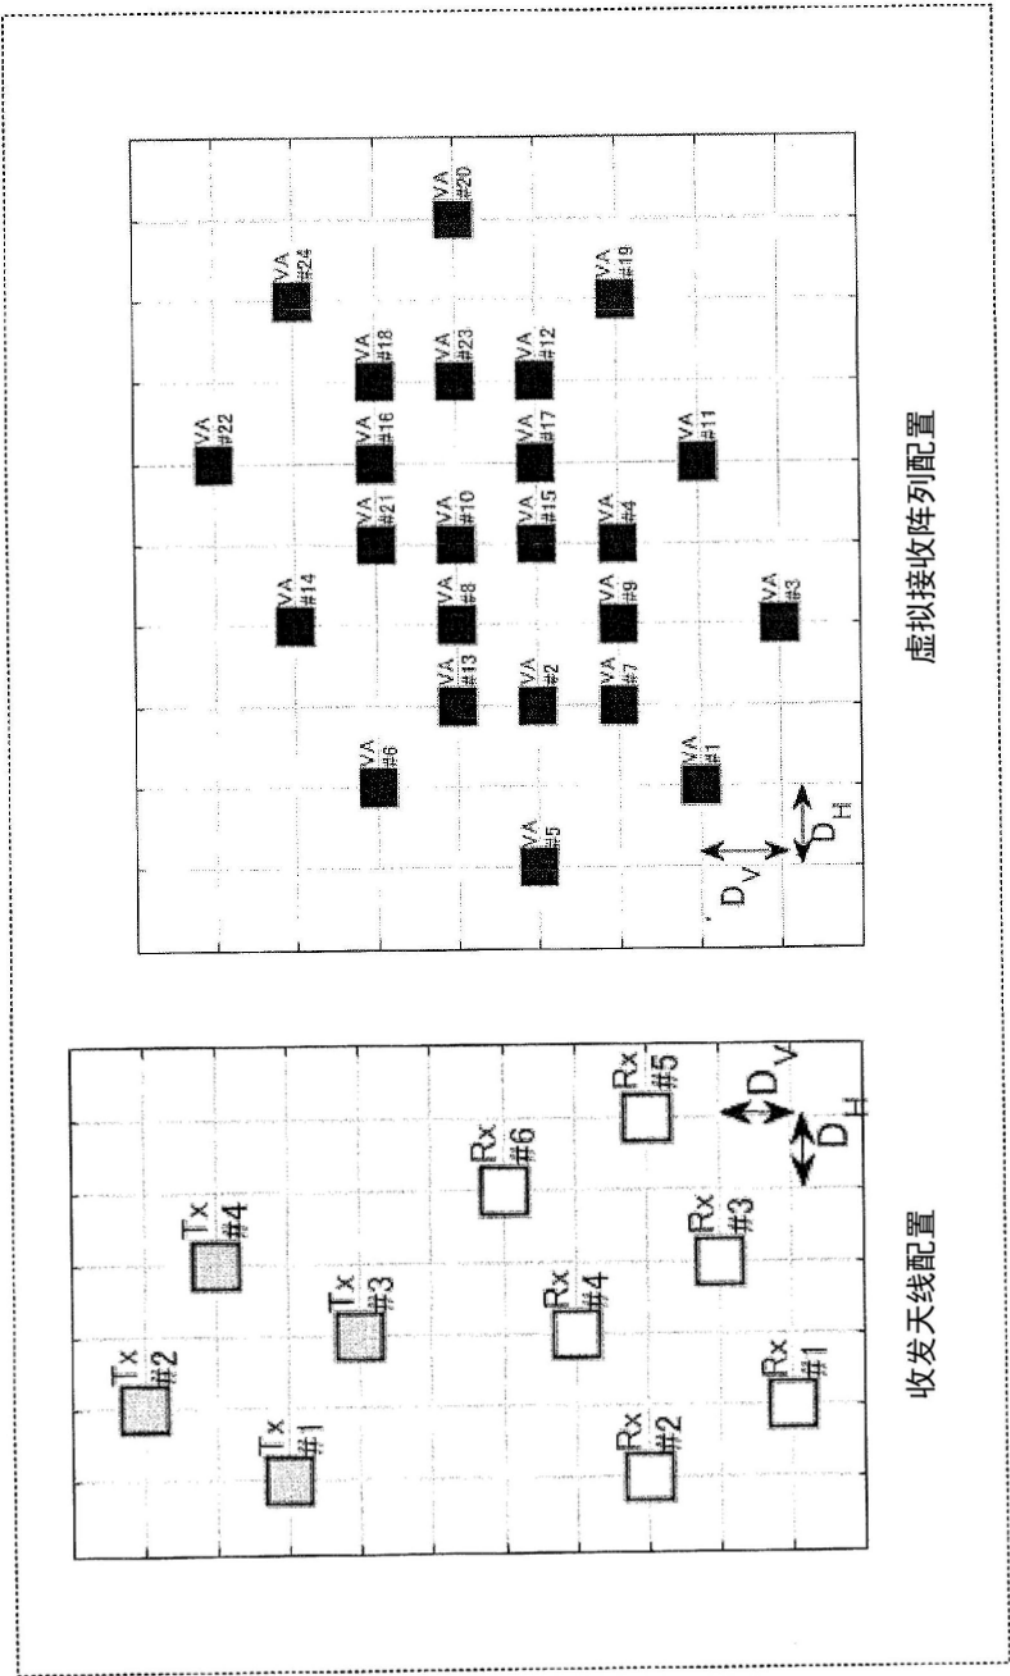 Tx
#2
Tx
#4
Tx
#1
Tx
#3
Rx
#6
Rx
#4
Rx
#2
Rx
#5
Rx
#3
Rx
#1
D_V
D_H
收发天线配置
VA
#22
VA
#14
VA
#24
VA
#6
VA
#21
VA
#16
VA
#18
VA
#13
VA
#8
VA
#10
VA
#23
VA
#20
VA
#5
VA
#2
VA
#15
VA
#17
VA
#12
VA
#7
VA
#9
VA
#4
VA
#19
VA
#1
VA
#11
VA
#3
D_V
D_H
虚拟接收阵列配置